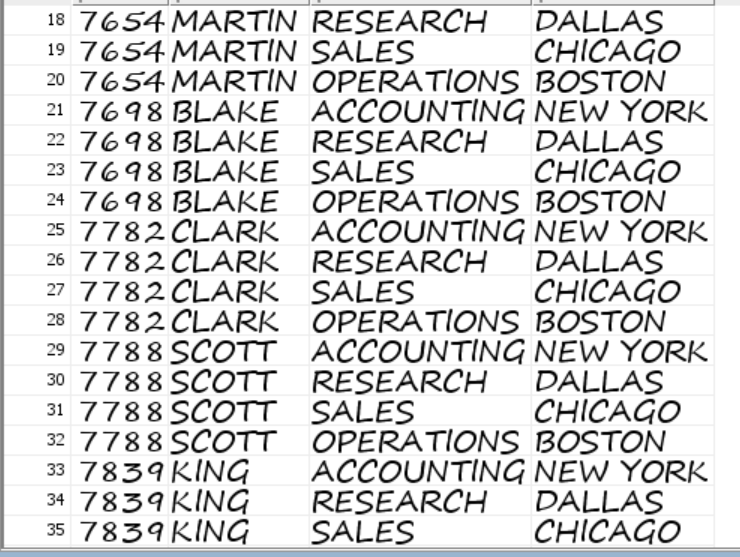 18 7654 MARTIN RESEARCH DALLAS
19 7654 MARTIN SALES CHICAGO
20 7654 MARTIN OPERATIONS BOSTON
21 7698 BLAKE ACCOUNTING NEW YORK
22 7698 BLAKE RESEARCH DALLAS
23 7698 BLAKE SALES CHICAGO
24 7698 BLAKE OPERATIONS BOSTON
25 7782 CLARK ACCOUNTING NEW YORK
26 7782 CLARK RESEARCH DALLAS
27 7782 CLARK SALES CHICAGO
28 7782 CLARK OPERATIONS BOSTON
29 7788 SCOTT ACCOUNTING NEW YORK
30 7788 SCOTT RESEARCH DALLAS
31 7788 SCOTT SALES CHICAGO
32 7788 SCOTT OPERATIONS BOSTON
33 7839 KING ACCOUNTING NEW YORK
34 7839 KING RESEARCH DALLAS
35 7839 KING SALES CHICAGO